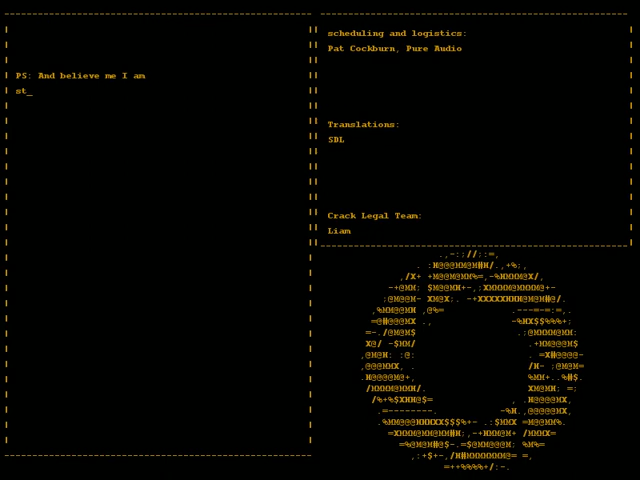 PS: And believe me I am
st_
scheduling and logistics:
Pat Cockburn, Pure Audio
Translations:
SDL
Crack Legal Team:
Liam